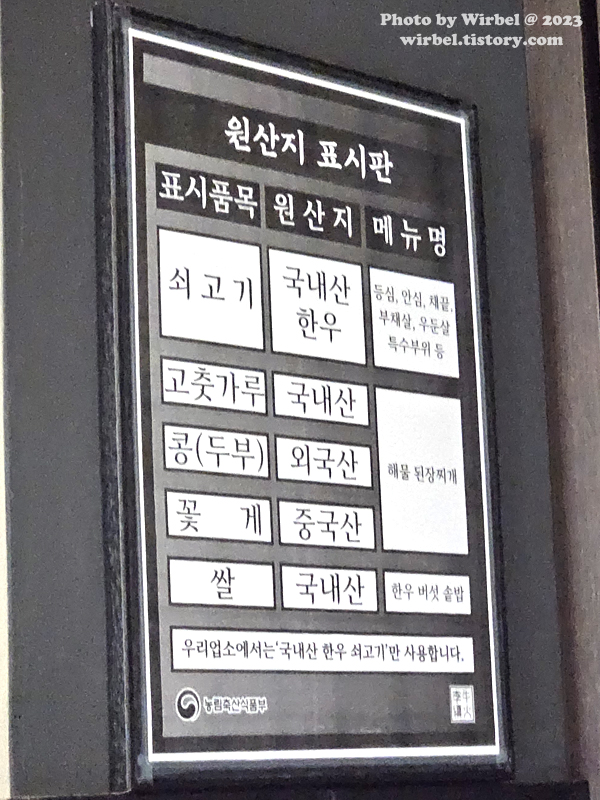 Photo by Wirbel @ 2023
wirbel.tistory.com
원산지 표시판
표시품목 원산지 메뉴명
쇠고기
국내산
한우
등심, 안심, 채끝,
부채살, 우둔살
특수부위 등
고춧가루 국내산
콩(두부) 외국산
해물 된장찌개
꽃게 중국산
쌀 국내산 한우 버섯 솥밥
우리업소에서는'국내산 한우 쇠고기'만 사용합니다.
농림축산식품부